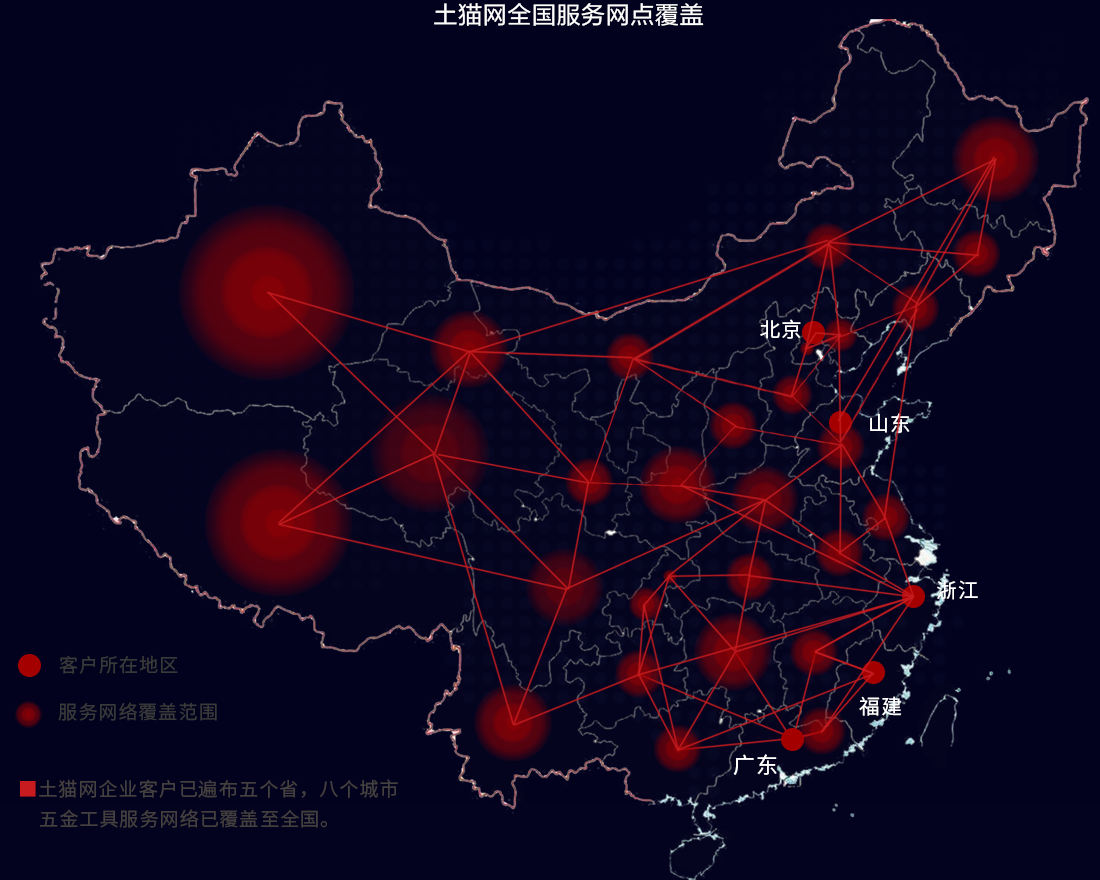 土猫网全国服务网点覆盖
北京
山东
浙江
客户所在地区
服务网络覆盖范围
福建
广东
土猫网企业客户已遍布五个省，八个城市
五金工具服务网络已覆盖至全国。